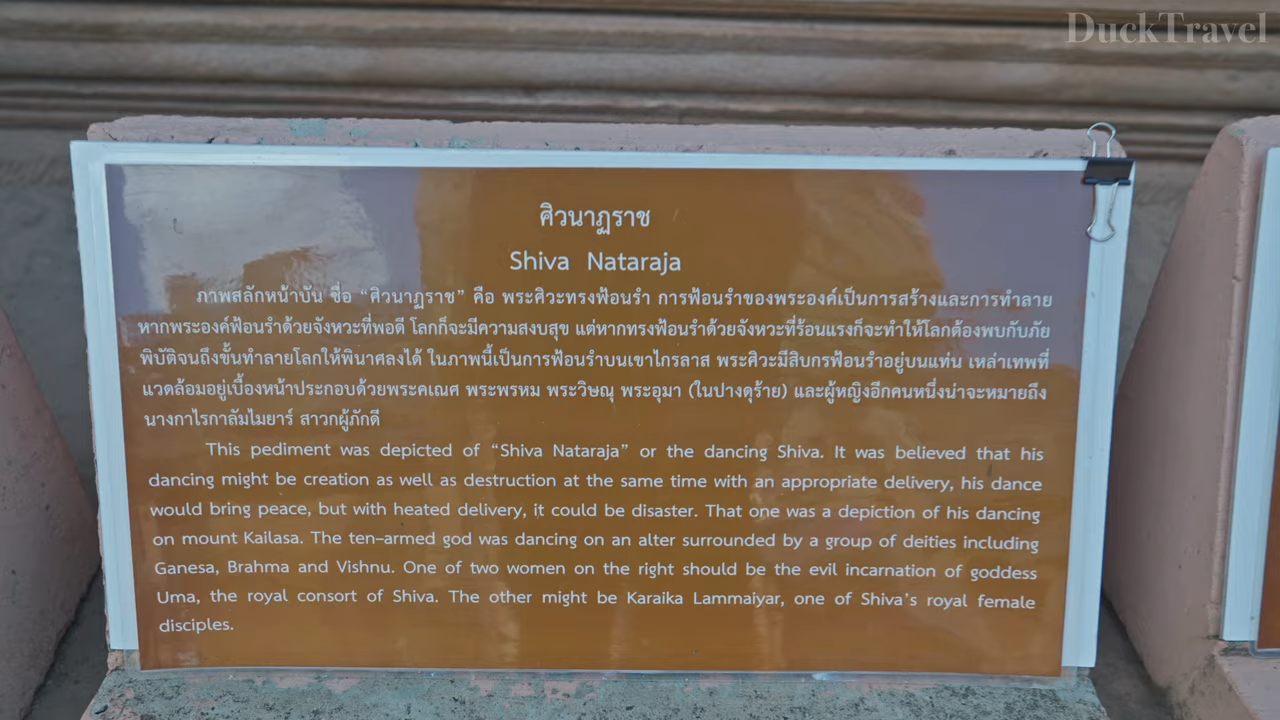 DuckTravel
ศิวนาฏราช
Shiva Nataraja
ภาพสลักหน้าบัน ชื่อ “ศิวนาฏราช” คือ พระศิวะทรงฟ้อนรำ การฟ้อนรำของพระองค์เป็นการสร้างและการทำลาย
หากพระองค์ฟ้อนรำด้วยจังหวะที่พอดี โลกก็จะมีความสงบสุข แต่หากทรงฟ้อนรำด้วยจังหวะที่ร้อนแรงก็จะทำให้โลกต้องพบกับภัย
พิบัติจนถึงขั้นทำลายโลกให้พินาศลงได้ ในภาพนี้เป็นการฟ้อนรำบนเขาไกรลาส พระศิวะมีสิบกรฟ้อนรำอยู่บนแท่น เหล่าเทพที่
แวดล้อมอยู่เบื้องหน้าประกอบด้วยพระคเณศ พระพรหม พระวิษณุ พระอุมา (ในปางดุร้าย) และผู้หญิงอีกคนหนึ่งน่าจะหมายถึง
นางกาไรกาลัมไมยาร์ สาวกผู้ภักดี
This pediment was depicted of “Shiva Nataraja” or the dancing Shiva. It was believed that his
dancing might be creation as well as destruction at the same time with an appropriate delivery, his dance
would bring peace, but with heated delivery, it could be disaster. That one was a depiction of his dancing
on mount Kailasa. The ten-armed god was dancing on an alter surrounded by a group of deities including
Ganesa, Brahma and Vishnu. One of two women on the right should be the evil incarnation of goddess
Uma, the royal consort of Shiva. The other might be Karaika Lammaiyar, one of Shiva's royal female
disciples.